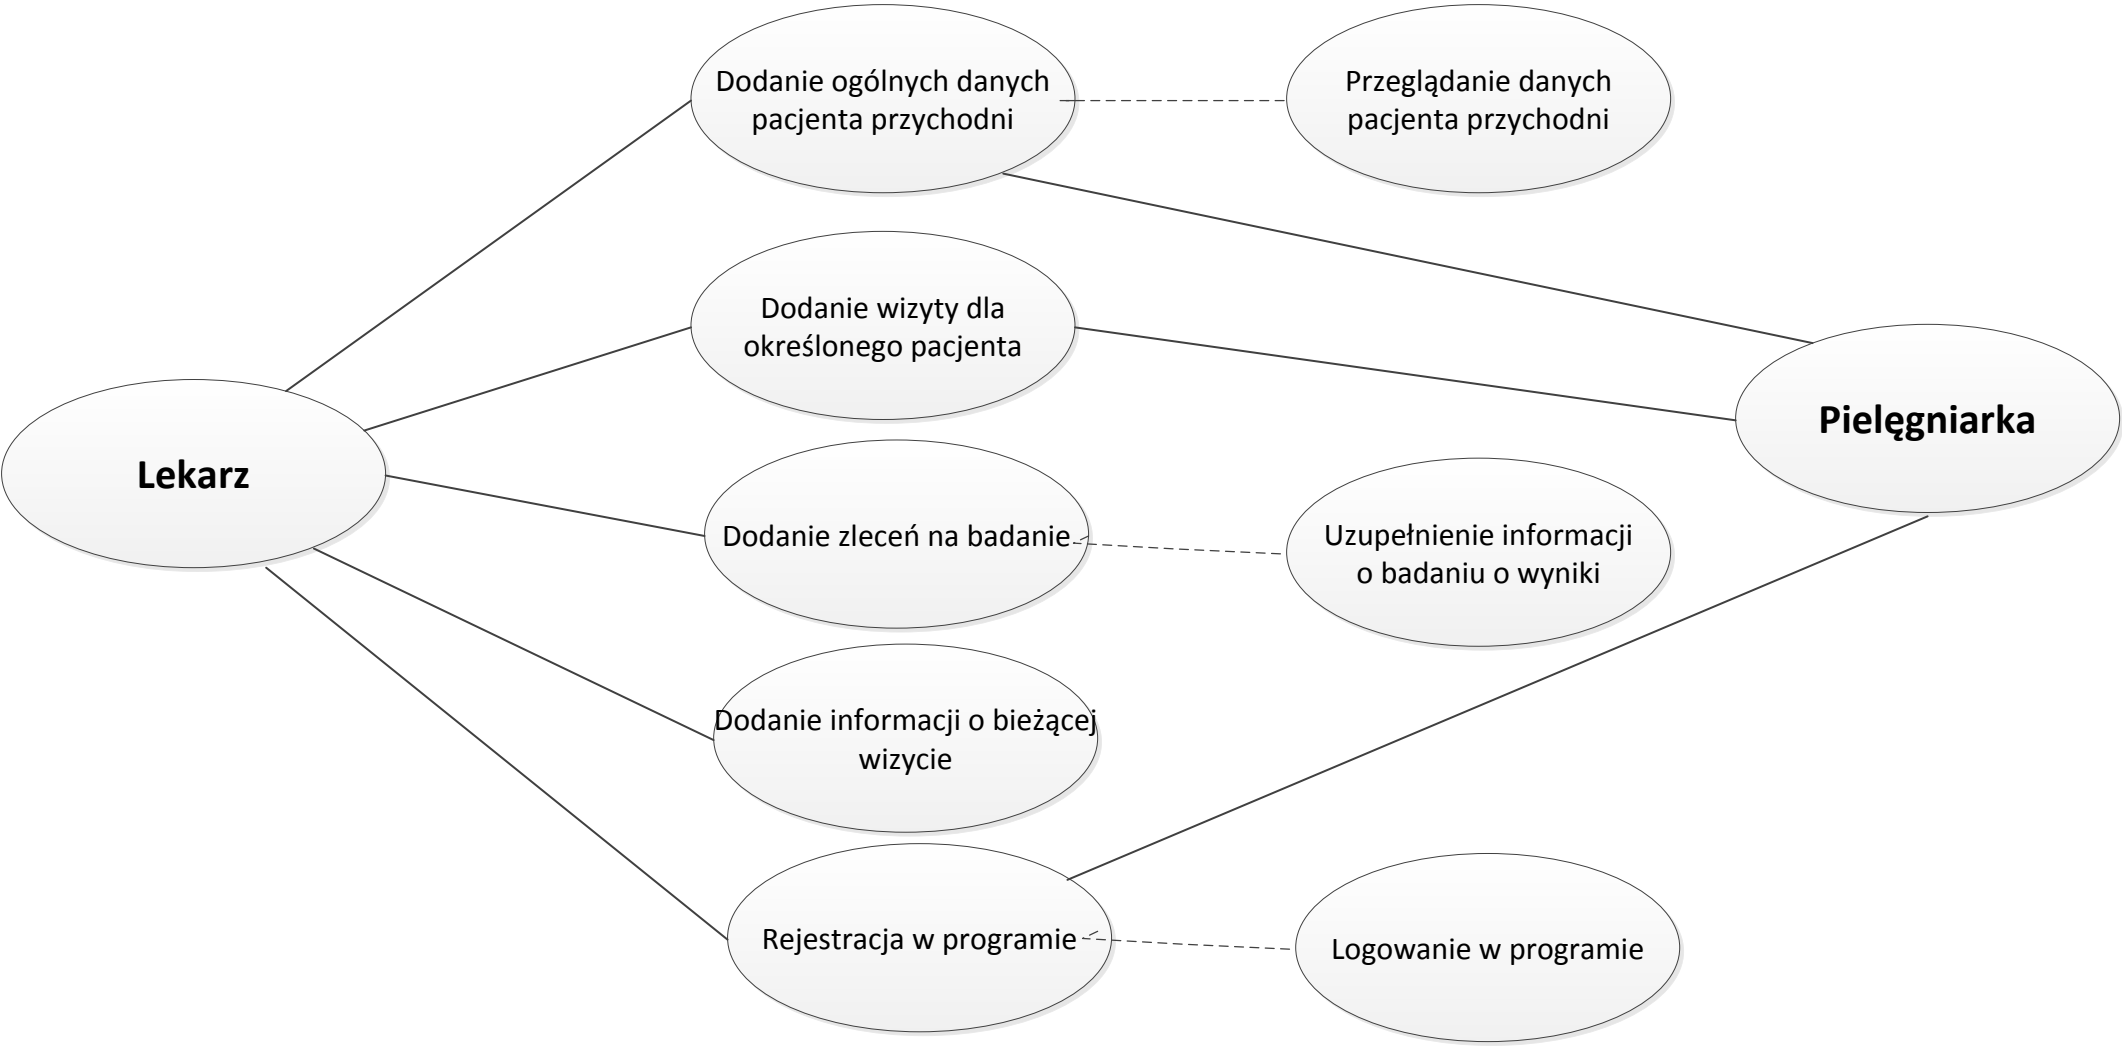 Dodanie ogólnych danych
pacjenta przychodni
Przeglądanie danych
pacjenta przychodni
Dodanie wizyty dla
określonego pacjenta
Pielęgniarka
Lekarz
Dodanie zleceń na badanie
Uzupełnienie informacji
o badaniu o wyniki
Dodanie informacji o bieżącej
wizycie
Rejestracja w programie
Logowanie w programie